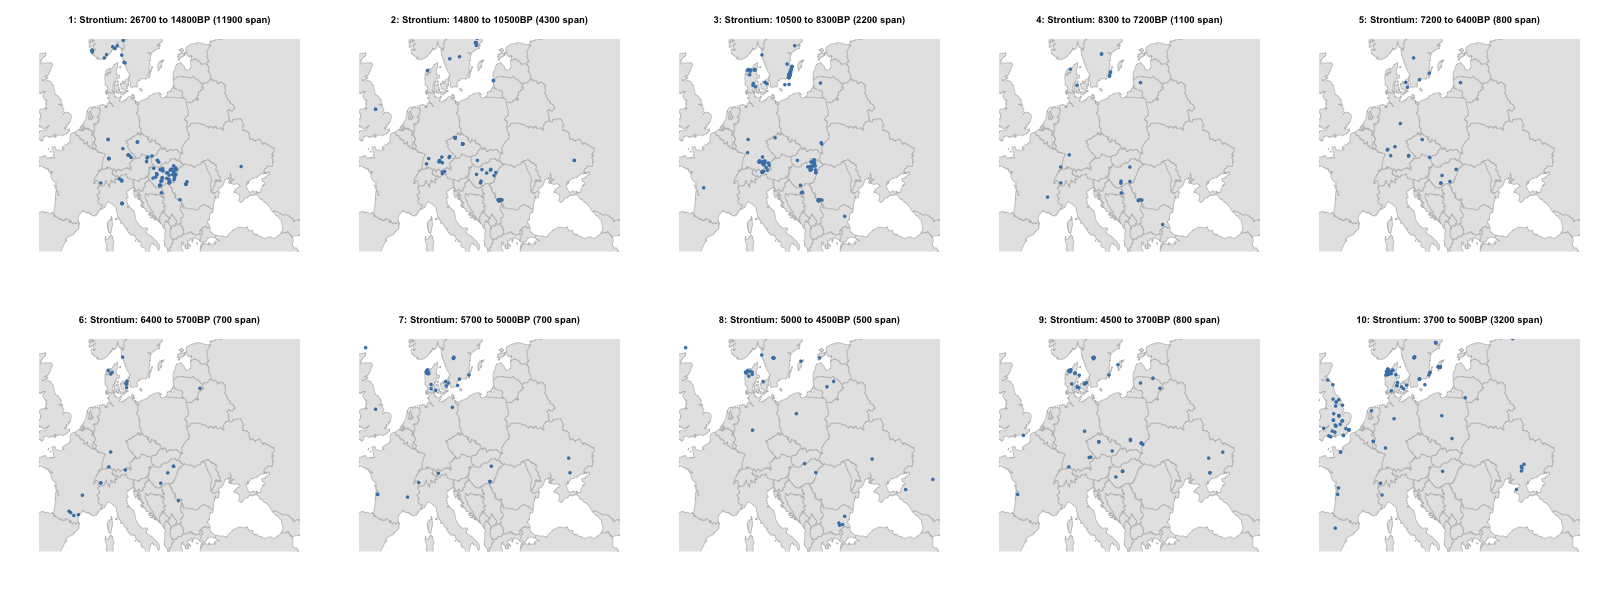 1: Strontium: 26700 to 14800BP (11900 span)
2: Strontium: 14800 to 10500BP (4300 span)
3: Strontium: 10500 to 8300BP (2200 span)
4: Strontium: 8300 to 7200BP (1100 span)
5: Strontium: 7200 to 6400BP (800 span)
6: Strontium: 6400 to 5700BP (700 span)
7: Strontium: 5700 to 5000BP (700 span)
8: Strontium: 5000 to 4500BP (500 span)
9: Strontium: 4500 to 3700BP (800 span)
10: Strontium: 3700 to 500BP (3200 span)